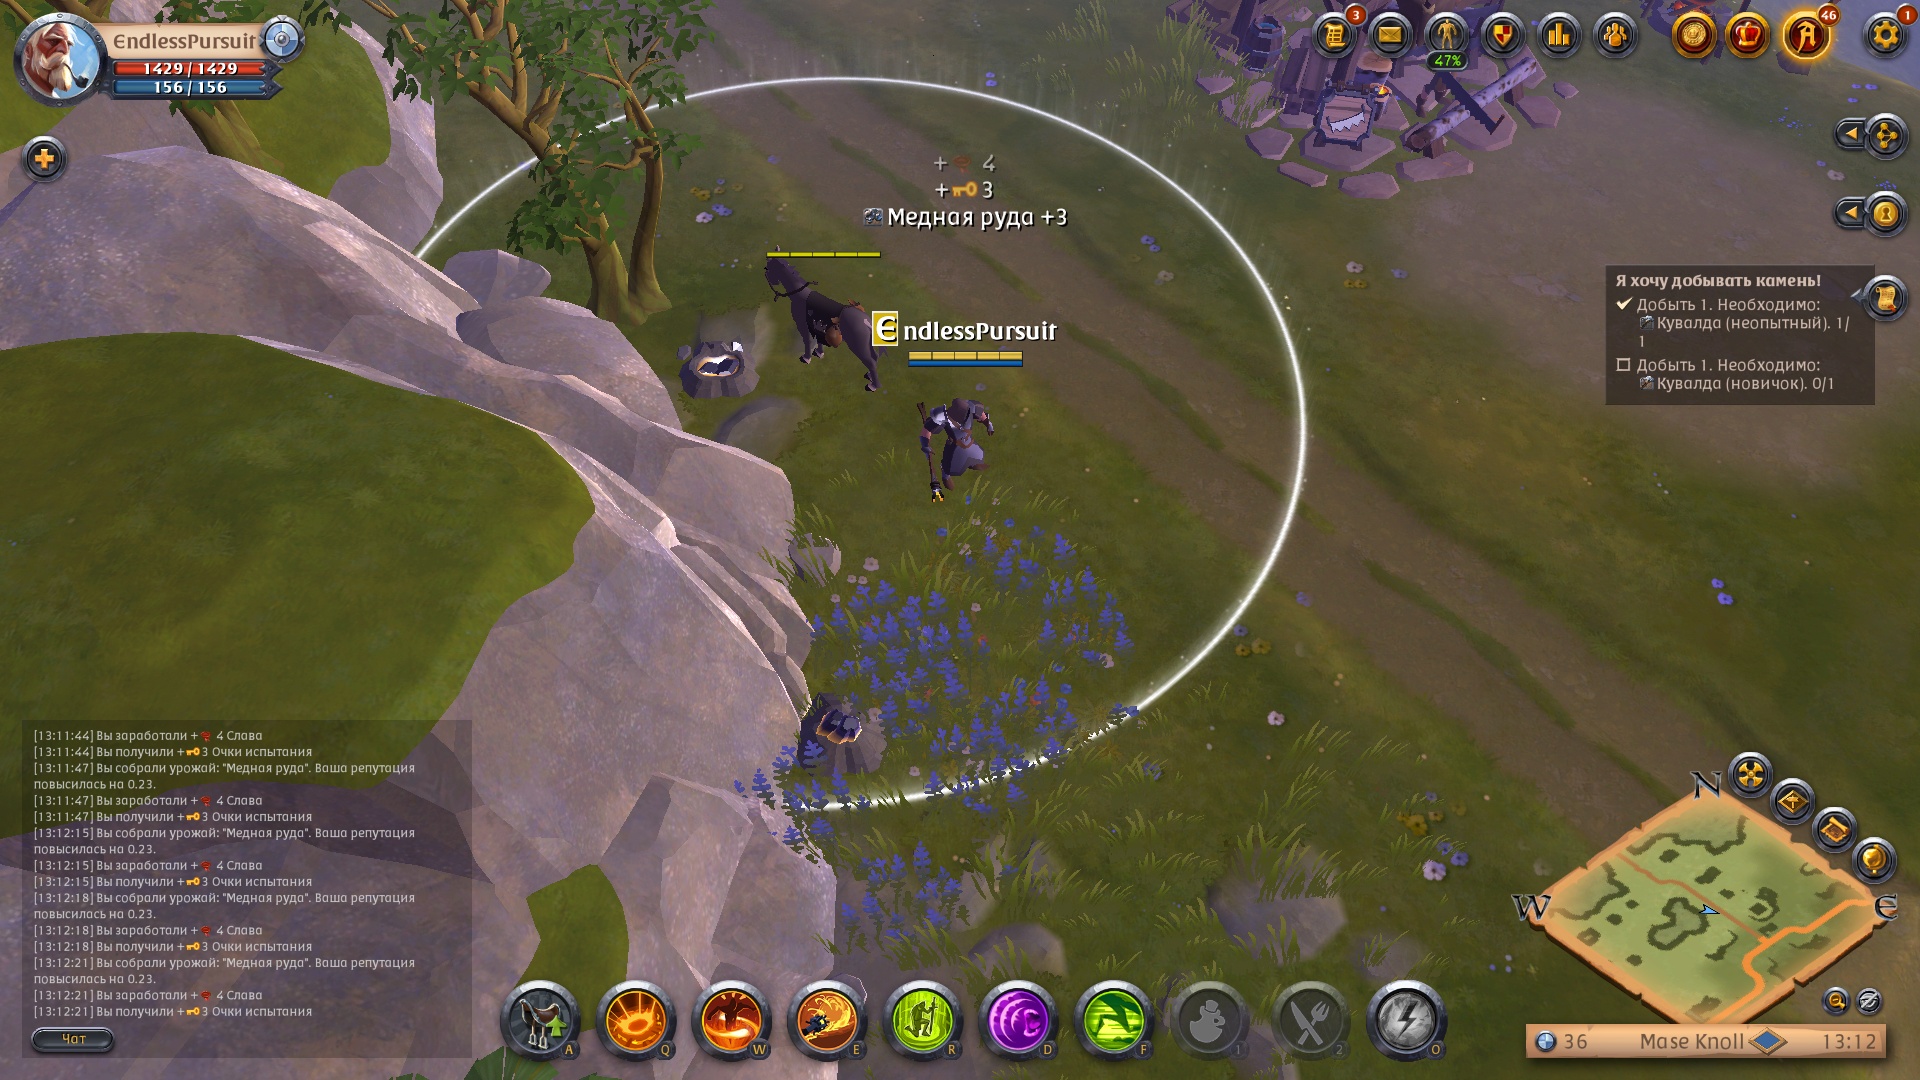 EndlessPursuit
1429/1429
156/156
3
47%
46
1
+ 4
+ 3
Медная руда +3
EndlessPursuit
Я хочу добывать камень!
Добыть 1. Необходимо:
Кувалда (неопытный). 1/
1
Добыть 1. Необходимо:
Кувалда (новичок). 0/1
[13:11:44] Вы заработали + 4 Слава
[13:11:44] Вы получили + 3 Очки испытания
[13:11:47] Вы собрали урожай: "Медная руда". Ваша репутация
повысилась на 0.23.
[13:11:47] Вы заработали + 4 Слава
[13:11:47] Вы получили + 3 Очки испытания
[13:12:15] Вы собрали урожай: "Медная руда". Ваша репутация
повысилась на 0.23.
[13:12:15] Вы заработали + 4 Слава
[13:12:15] Вы получили + 3 Очки испытания
[13:12:18] Вы собрали урожай: "Медная руда". Ваша репутация
повысилась на 0.23.
[13:12:18] Вы заработали + 4 Слава
[13:12:18] Вы получили + 3 Очки испытания
[13:12:21] Вы собрали урожай: "Медная руда". Ваша репутация
повысилась на 0.23.
[13:12:21] Вы заработали + 4 Слава
[13:12:21] Вы получили + 3 Очки испытания
Чат
A Q W E R D F 1 2 O
N
W E
36 Mase Knoll 13:12